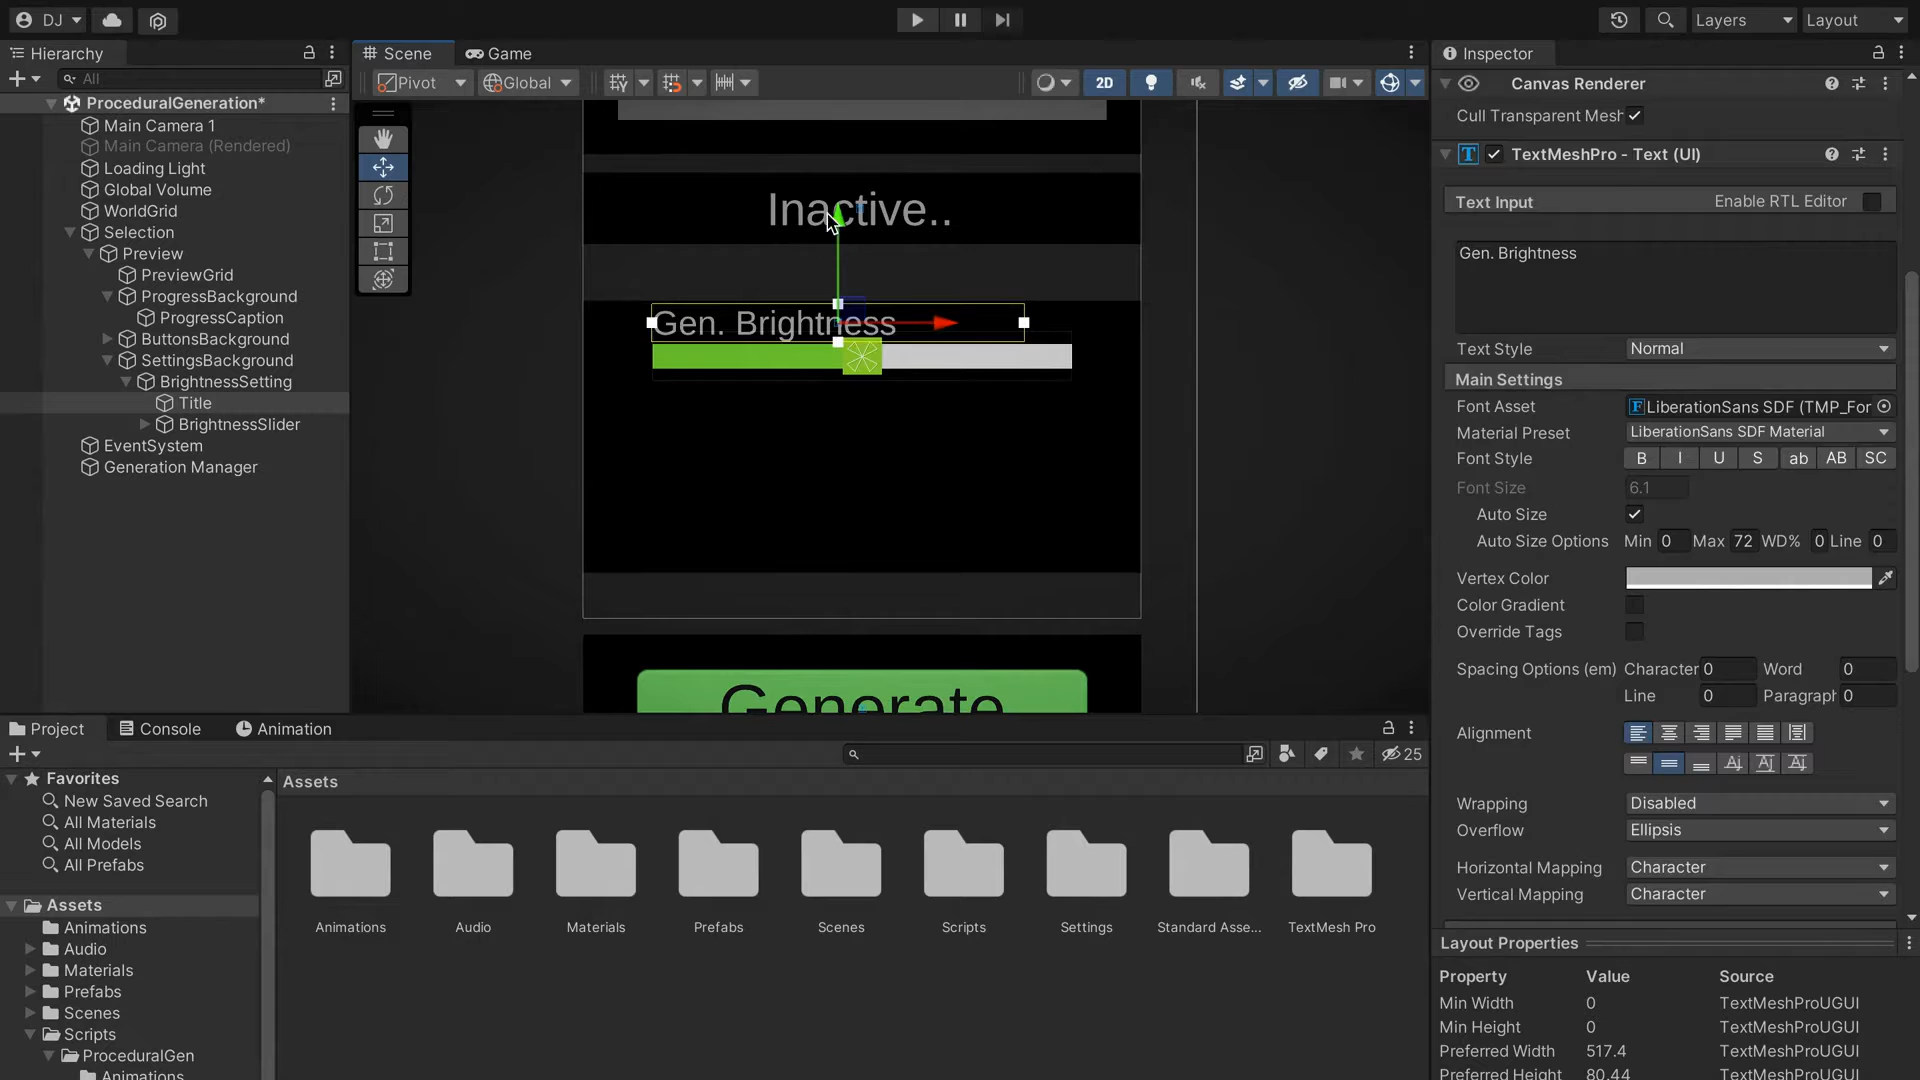 DJ
Layers
Layout
Hierarchy
All
ProceduralGeneration*
Main Camera 1
Main Camera (Rendered)
Loading Light
Global Volume
WorldGrid
Selection
Preview
PreviewGrid
ProgressBackground
ProgressCaption
ButtonsBackground
SettingsBackground
BrightnessSetting
Title
BrightnessSlider
EventSystem
Generation Manager
Scene
Game
Pivot
Global
2D
Inactive..
Gen. Brightness
Generate
Inspector
Canvas Renderer
Cull Transparent Mesh
TextMeshPro - Text (UI)
Text Input
Enable RTL Editor
Gen. Brightness
Text Style
Normal
Main Settings
Font Asset
F LiberationSans SDF (TMP_For
Material Preset
LiberationSans SDF Material
Font Style
B I U S ab AB SC
Font Size
6.1
Auto Size
Auto Size Options
Min 0 Max 72 WD% 0 Line 0
Vertex Color
Color Gradient
Override Tags
Spacing Options (em)
Character 0 Word 0
Line 0 Paragraph 0
Alignment
Wrapping
Disabled
Overflow
Ellipsis
Horizontal Mapping
Character
Vertical Mapping
Character
Layout Properties
Property Value Source
Min Width 0 TextMeshProUGUI
Min Height 0 TextMeshProUGUI
Preferred Width 517.4 TextMeshProUGUI
Preferred Height 80.44 TextMeshProUGUI
Project
Console
Animation
25
Favorites
New Saved Search
All Materials
All Models
All Prefabs
Assets
Animations
Audio
Materials
Prefabs
Scenes
Scripts
ProceduralGen
Animations
Assets
Animations
Audio
Materials
Prefabs
Scenes
Scripts
Settings
Standard Asse...
TextMesh Pro